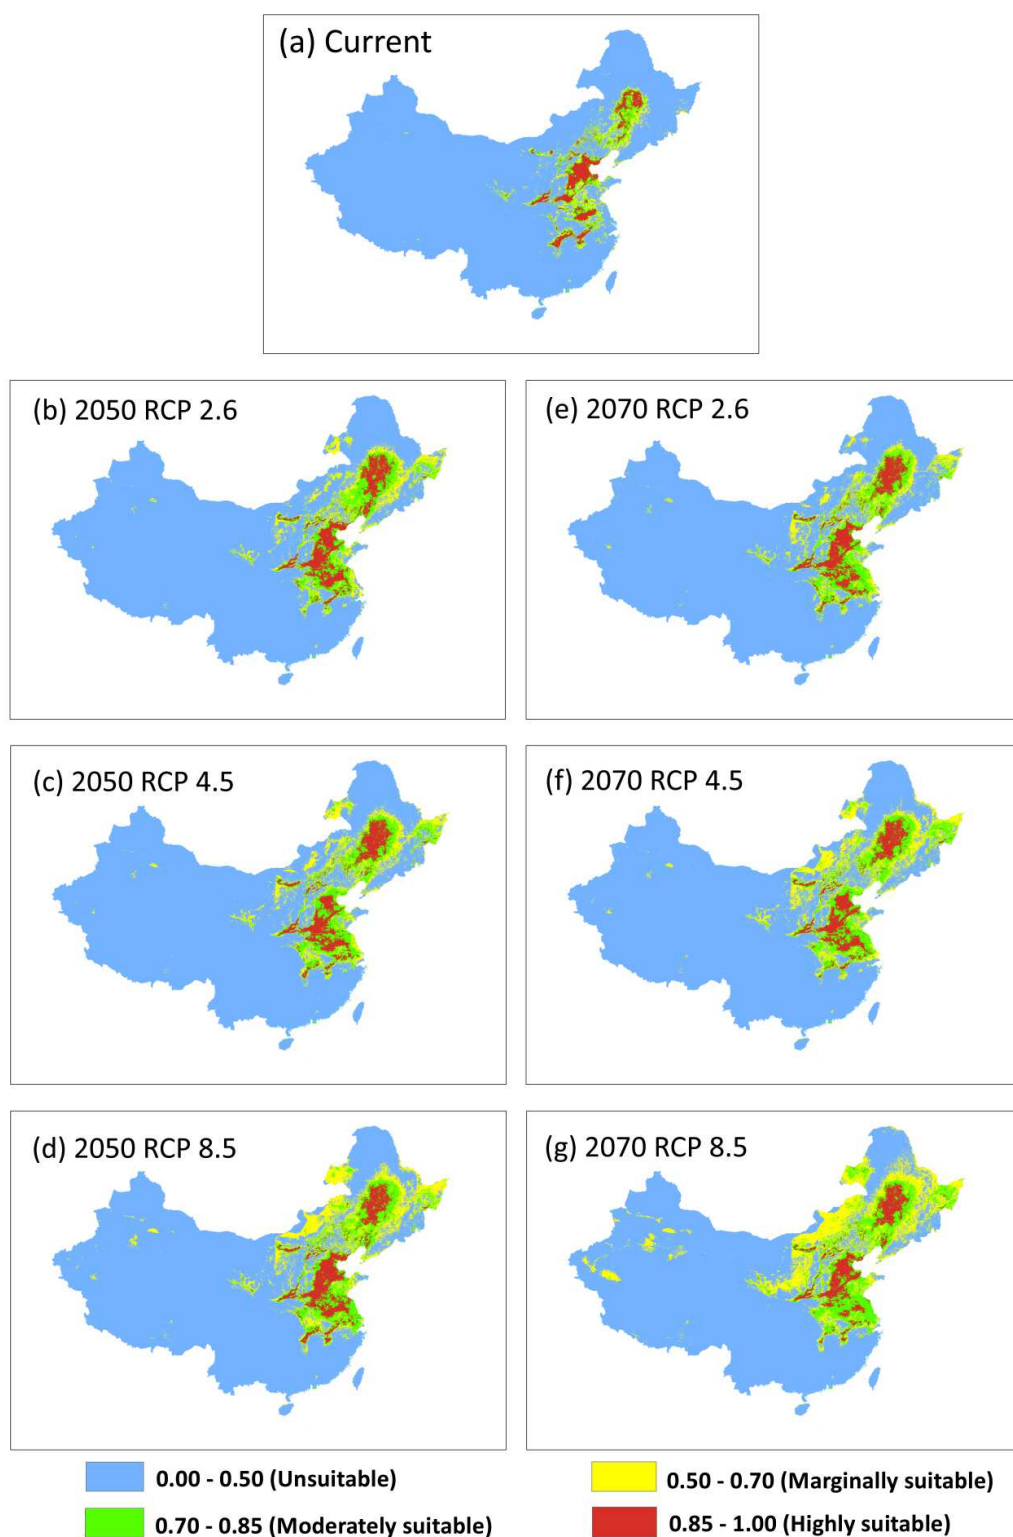 (a) Current
(b) 2050 RCP 2.6
(e) 2070 RCP 2.6
(c) 2050 RCP 4.5
(f) 2070 RCP 4.5
(d) 2050 RCP 8.5
(g) 2070 RCP 8.5
0.00 - 0.50 (Unsuitable)
0.50 - 0.70 (Marginally suitable)
0.70 - 0.85 (Moderately suitable)
0.85 - 1.00 (Highly suitable)